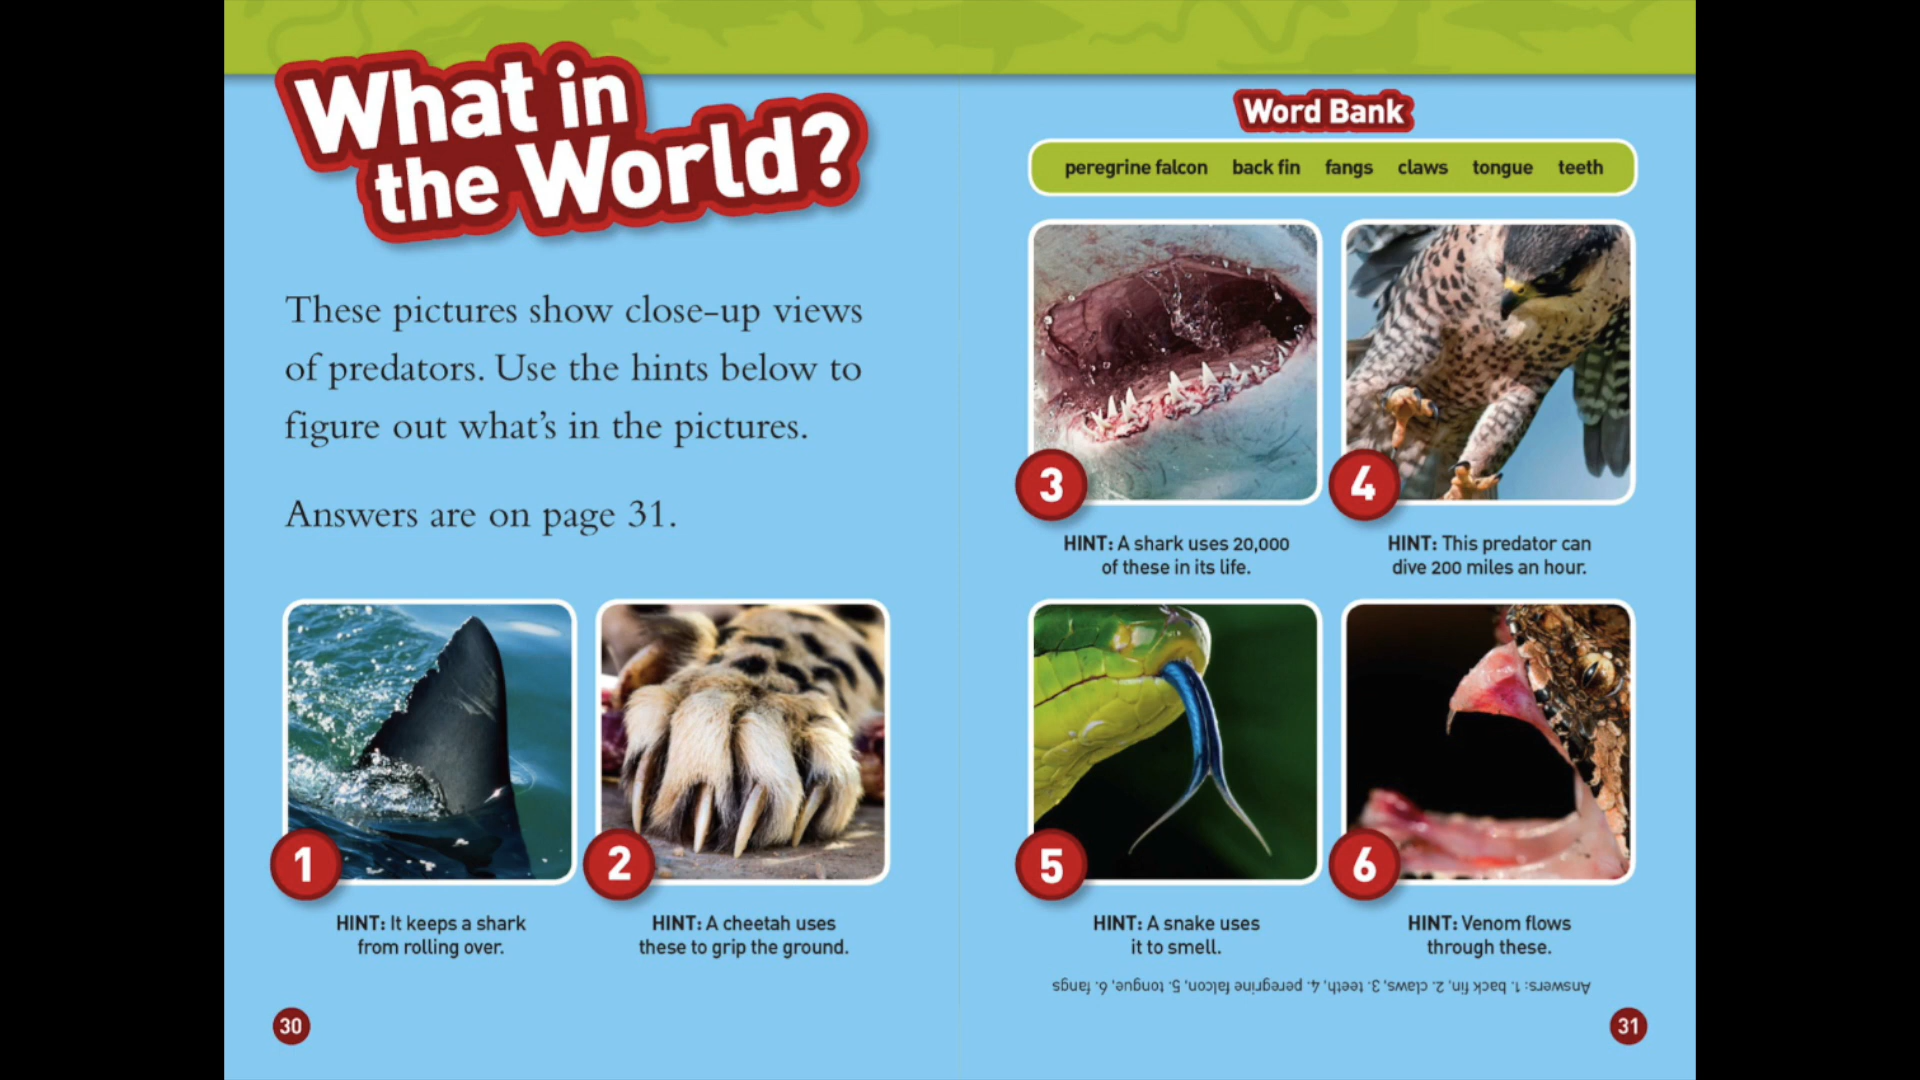 What in
the World?
These pictures show close-up views
of predators. Use the hints below to
figure out what's in the pictures.
Answers are on page 31.
1
HINT: It keeps a shark
from rolling over.
2
HINT: A cheetah uses
these to grip the ground.
30
Word Bank
peregrine falcon back fin fangs claws tongue teeth
3
HINT: A shark uses 20,000
of these in its life.
4
HINT: This predator can
dive 200 miles an hour.
5
HINT: A snake uses
it to smell.
6
HINT: Venom flows
through these.
Answers: 1. back fin, 2. claws, 3. teeth, 4. peregrine falcon, 5. tongue, 6. fangs
31